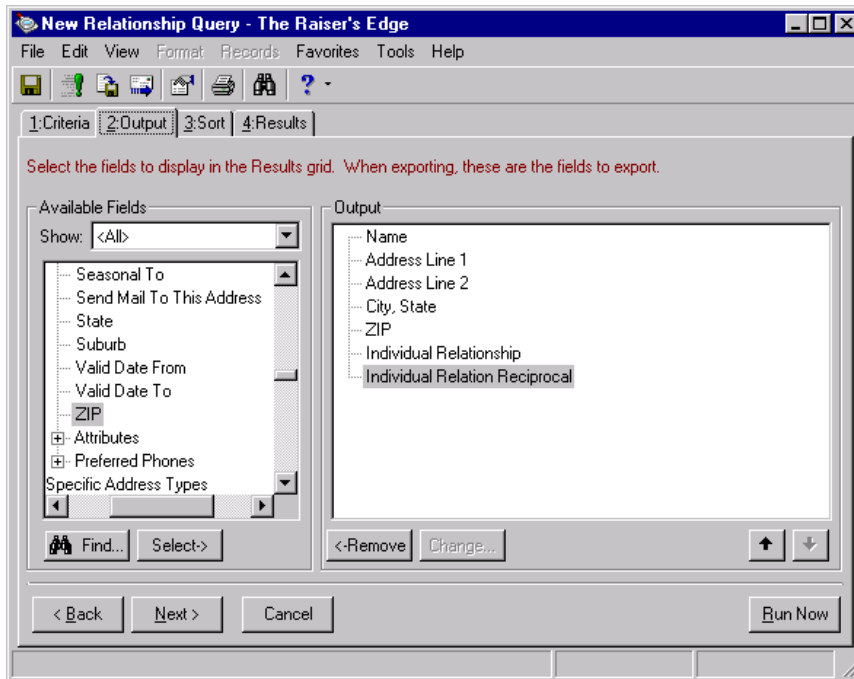 New Relationship Query - The Raiser's Edge
File Edit View Format Records Favorites Tools Help
?
1:Criteria 2:Output 3:Sort 4:Results
Select the fields to display in the Results grid. When exporting, these are the fields to export.
Available Fields
Show: <All>
Seasonal To
Send Mail To This Address
State
Suburb
Valid Date From
Valid Date To
ZIP
Attributes
Preferred Phones
Specific Address Types
Find... Select->
Output
Name
Address Line 1
Address Line 2
City, State
ZIP
Individual Relationship
Individual Relation Reciprocal
<-Remove Change...
< Back Next > Cancel Run Now